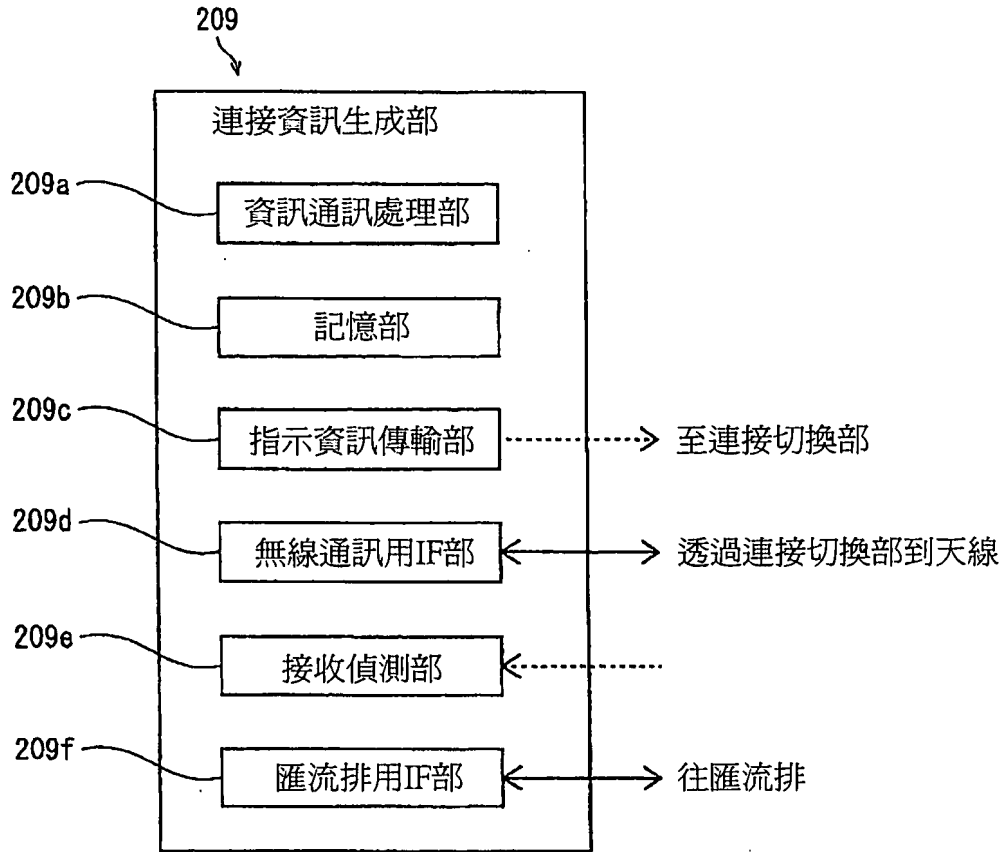 209
連接資訊生成部
209a
資訊通訊處理部
209b
記憶部
209c
指示資訊傳輸部
至連接切換部
209d
無線通訊用IF部
透過連接切換部到天線
209e
接收偵測部
209f
匯流排用IF部
往匯流排